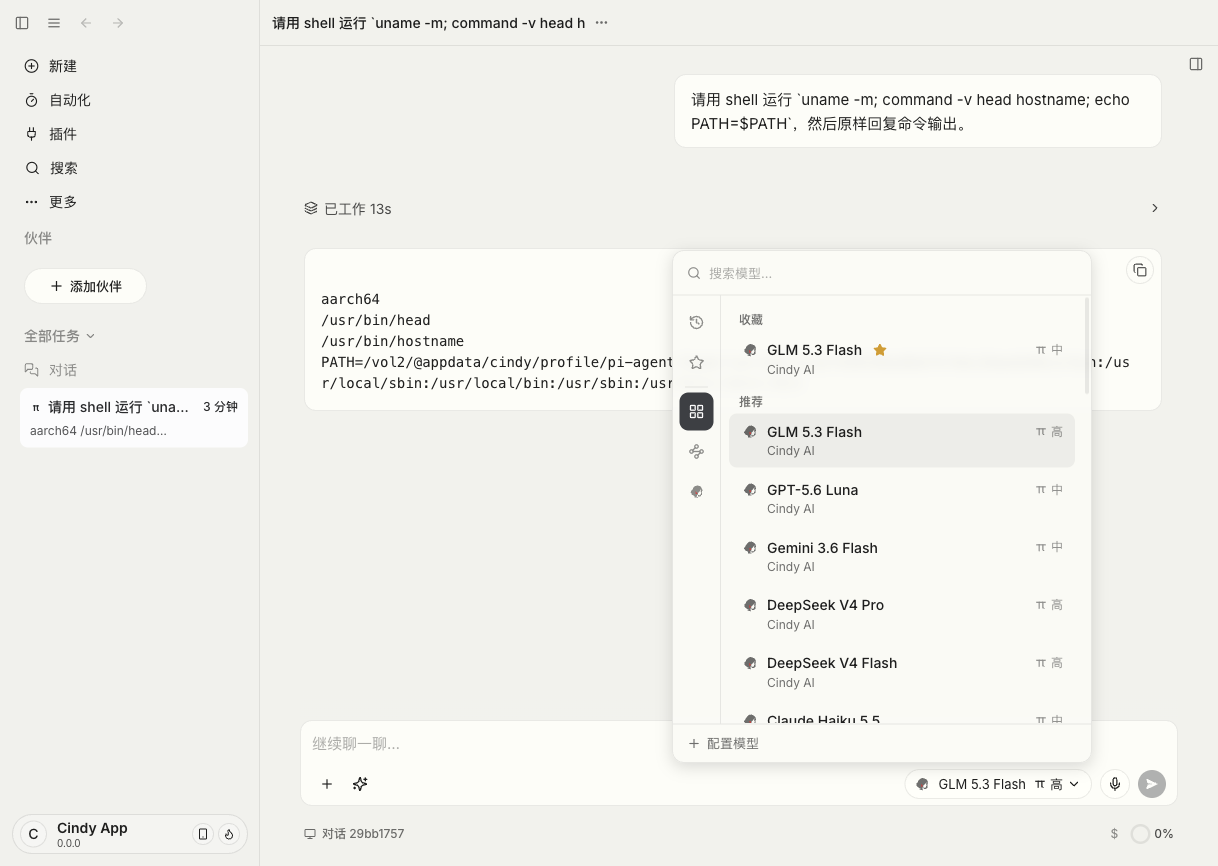 请用 shell 运行 `uname -m; command -v head h ···
新建
自动化
插件
搜索
更多
伙伴
添加伙伴
全部任务
对话
π 请用 shell 运行 `una... 3 分钟
aarch64 /usr/bin/head...
C Cindy App
0.0.0
请用 shell 运行 `uname -m; command -v head hostname; echo
PATH=$PATH`，然后原样回复命令输出。
已工作 13s
aarch64
/usr/bin/head
/usr/bin/hostname
PATH=/vol2/@appdata/cindy/profile/pi-agent
n:/us
r/local/sbin:/usr/local/bin:/usr/sbin:/usr
搜索模型...
收藏
GLM 5.3 Flash π 中
Cindy AI
推荐
GLM 5.3 Flash π 高
Cindy AI
GPT-5.6 Luna π 中
Cindy AI
Gemini 3.6 Flash π 中
Cindy AI
DeepSeek V4 Pro π 高
Cindy AI
DeepSeek V4 Flash π 高
Cindy AI
Claude Haiku 5.5 π 中
+ 配置模型
继续聊一聊...
GLM 5.3 Flash π 高
对话 29bb1757
$ 0%